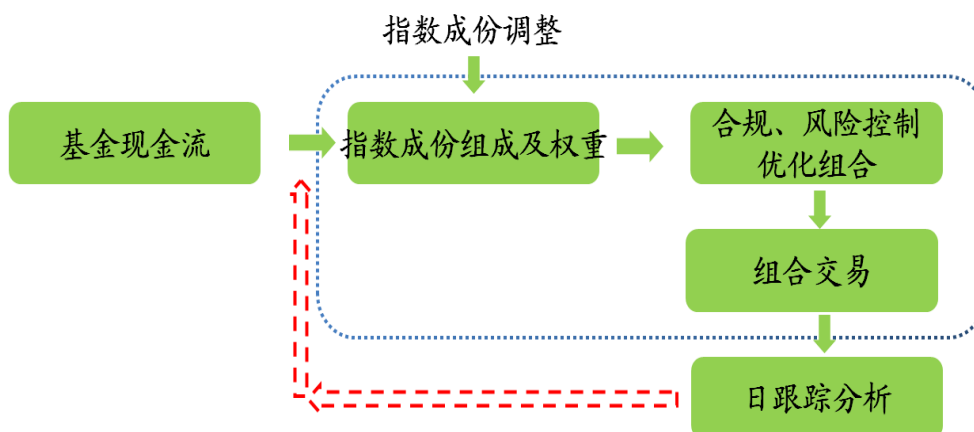 指数成份调整
基金现金流
指数成份组成及权重
合规、风险控制
优化组合
组合交易
日跟踪分析